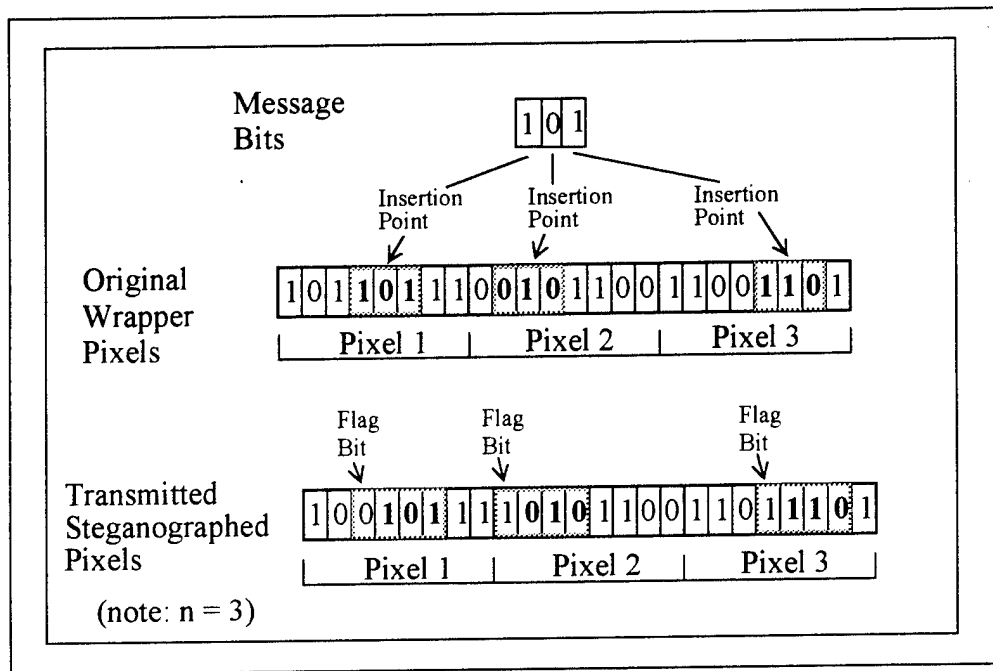 Message
Bits
1 0 1
Insertion
Point
Insertion
Point
Insertion
Point
Original
Wrapper
Pixels
1 0 1 1 0 1 1 1 0 0 1 0 1 1 0 0 1 1 0 0 1 1 0 1
Pixel 1 Pixel 2 Pixel 3
Flag
Bit
Flag
Bit
Flag
Bit
Transmitted
Steganographed
Pixels
1 0 0 1 0 1 1 1 1 0 1 0 1 1 0 0 1 1 0 1 1 1 0 1
Pixel 1 Pixel 2 Pixel 3
(note: n = 3)